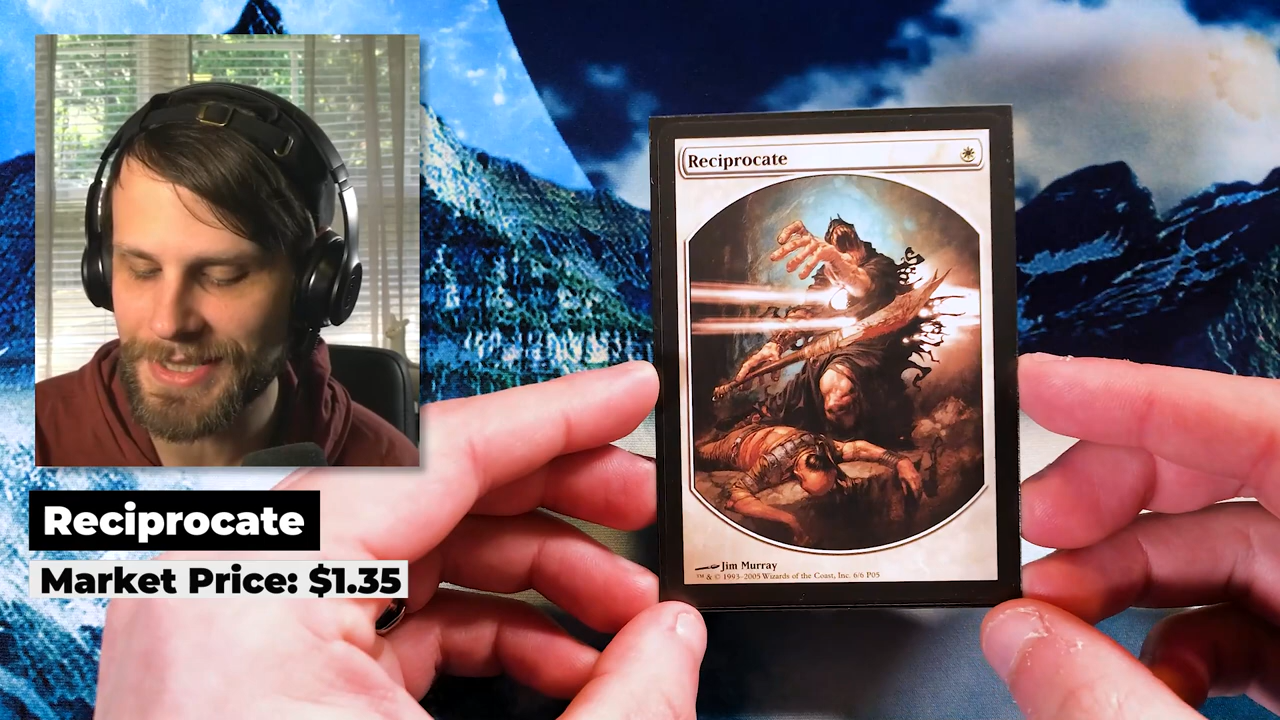 Reciprocate
Jim Murray
™ & © 1993-2005 Wizards of the Coast, Inc. 6/6 P05
Reciprocate
Market Price: $1.35